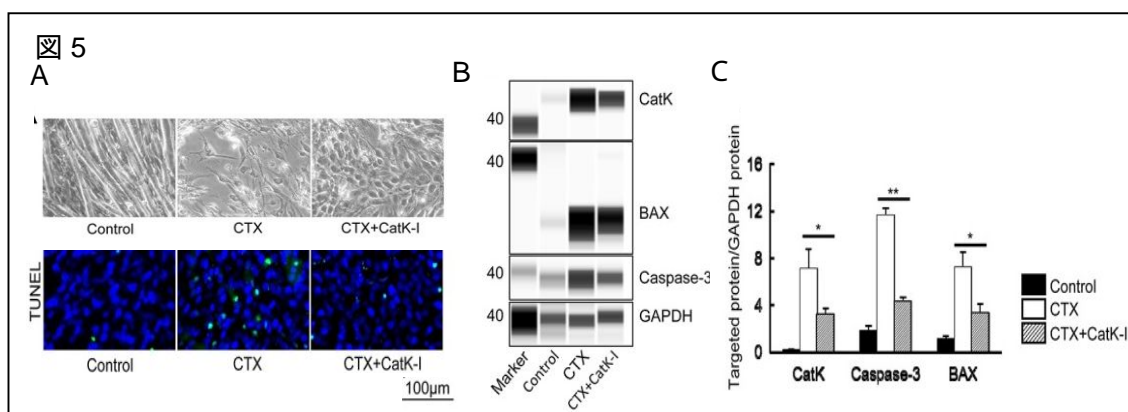 図 5
A
Control
CTX
CTX+CatK-I
TUNEL
Control
CTX
CTX+CatK-I
100μm
B
40
CatK
40
BAX
40
Caspase-3
40
GAPDH
Marker
Control
CTX
CTX+CatK-I
C
Targeted protein/GAPDH protein
16
12
8
4
0
*
**
*
CatK
Caspase-3
BAX
Control
CTX
CTX+CatK-I